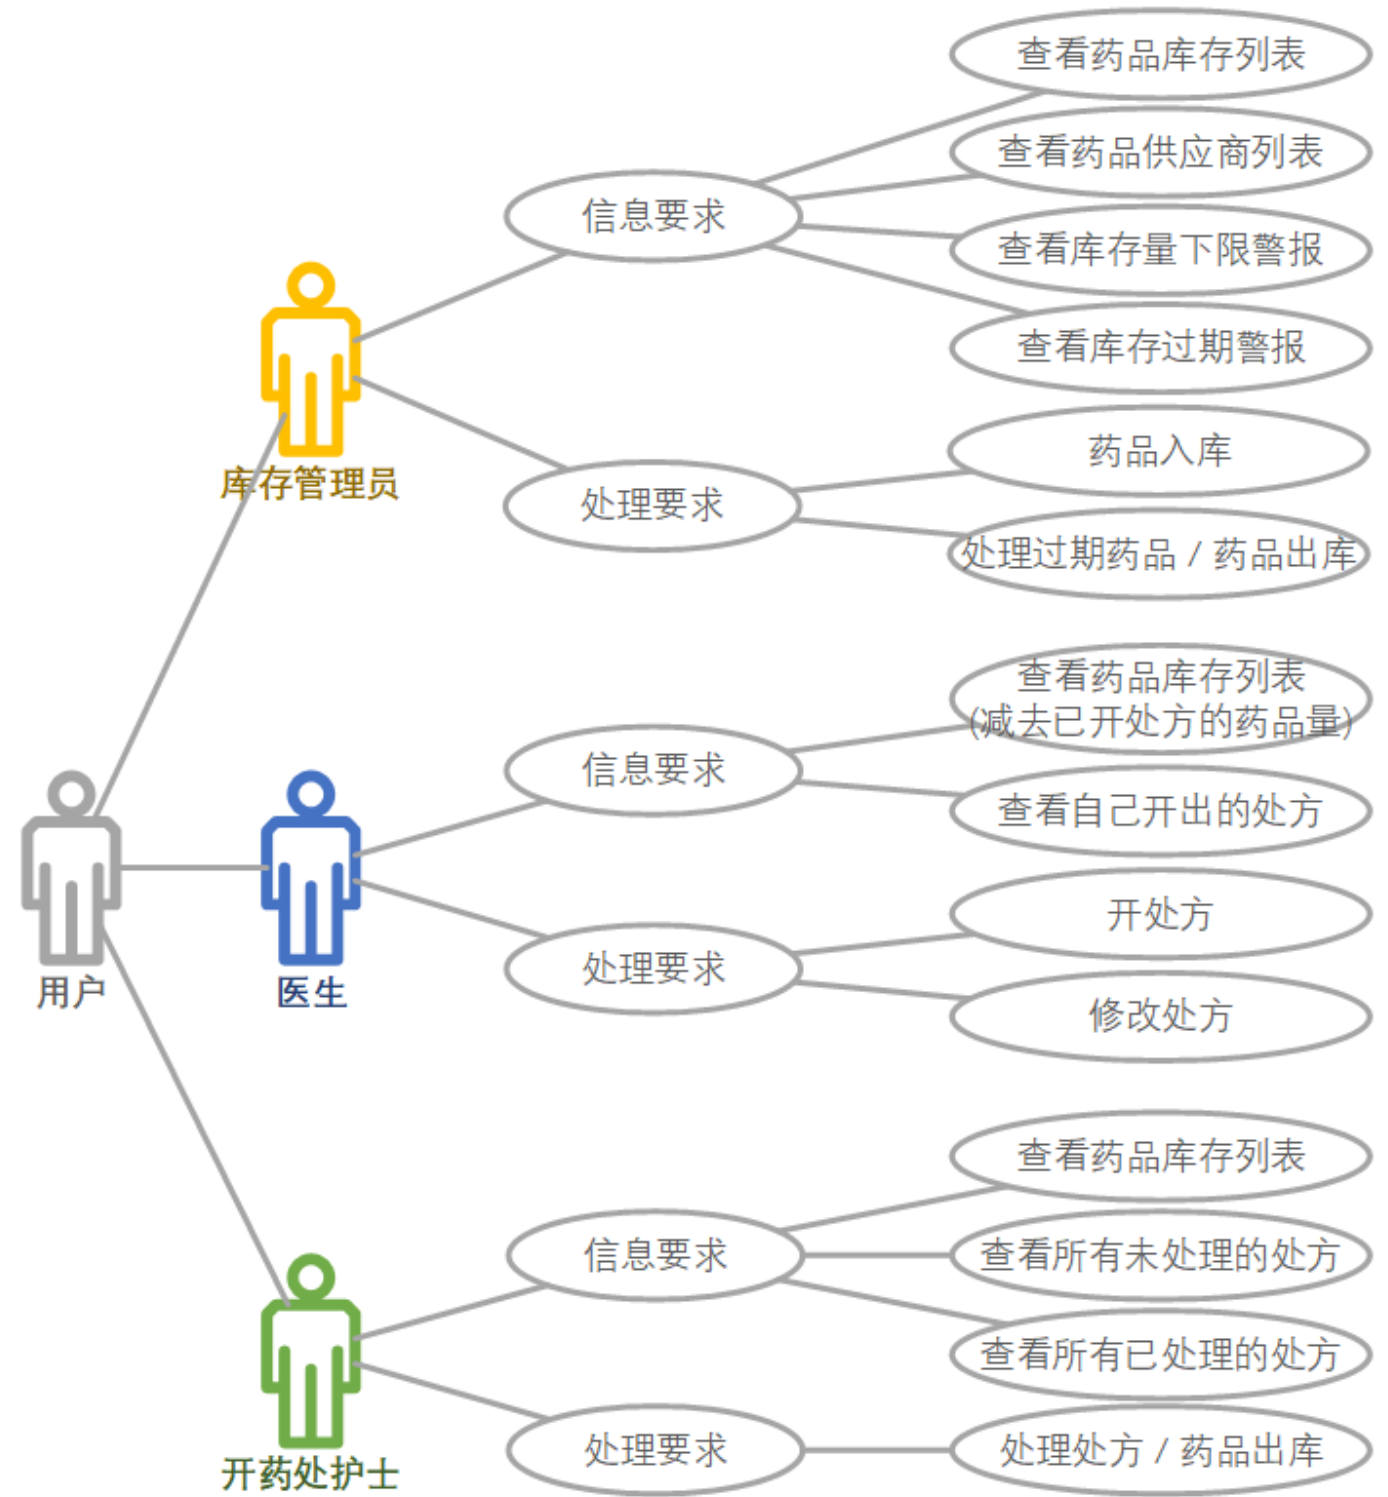 查看药品库存列表
查看药品供应商列表
信息要求
查看库存量下限警报
查看库存过期警报
药品入库
库存管理员
处理要求
处理过期药品 / 药品出库
查看药品库存列表
(减去已开处方的药品量)
信息要求
查看自己开出的处方
开处方
用户
医生
处理要求
修改处方
查看药品库存列表
信息要求
查看所有未处理的处方
查看所有已处理的处方
开药处护士
处理要求
处理处方 / 药品出库